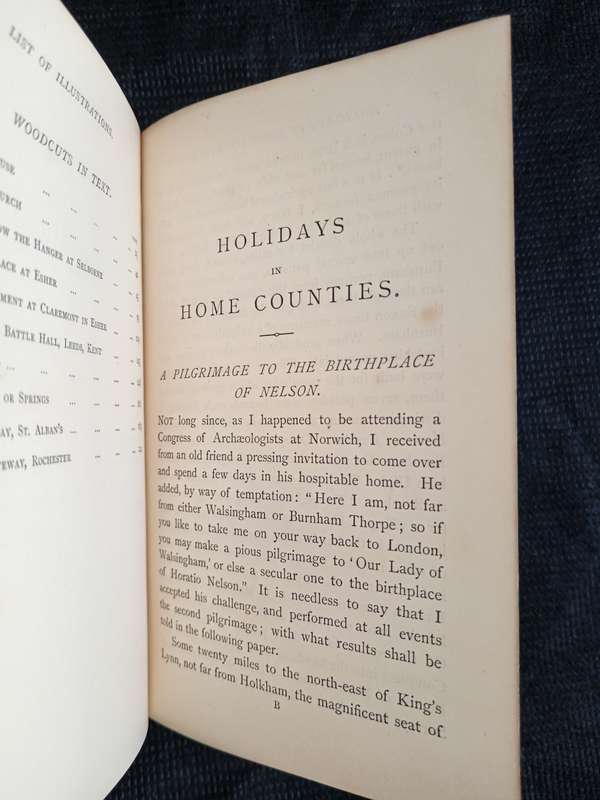 LIST OF ILLUSTRATIONS.
WOODCUTS IN TEXT.
USE ...
URCH ...
OW THE HANGER AT SELBORNE
ACE AT ESHER ...
MENT AT CLAREMONT IN ESHER
BATTLE HALL, LEEDS, KENT
...
OR SPRINGS ...
AY, ST. ALBAN'S ...
TEWAY, ROCHESTER ...
HOLIDAYS
IN
HOME COUNTIES.
A PILGRIMAGE TO THE BIRTHPLACE
OF NELSON.
NOT long since, as I happened to be attending a
Congress of Archæologists at Norwich, I received
from an old friend a pressing invitation to come over
and spend a few days in his hospitable home. He
added, by way of temptation: "Here I am, not far
from either Walsingham or Burnham Thorpe; so if
you like to take me on your way back to London,
you may make a pious pilgrimage to 'Our Lady of
Walsingham,' or else a secular one to the birthplace
of Horatio Nelson." It is needless to say that I
accepted his challenge, and performed at all events
the second pilgrimage; with what results shall be
told in the following paper.
Some twenty miles to the north-east of King's
Lynn, not far from Holkham, the magnificent seat of
B